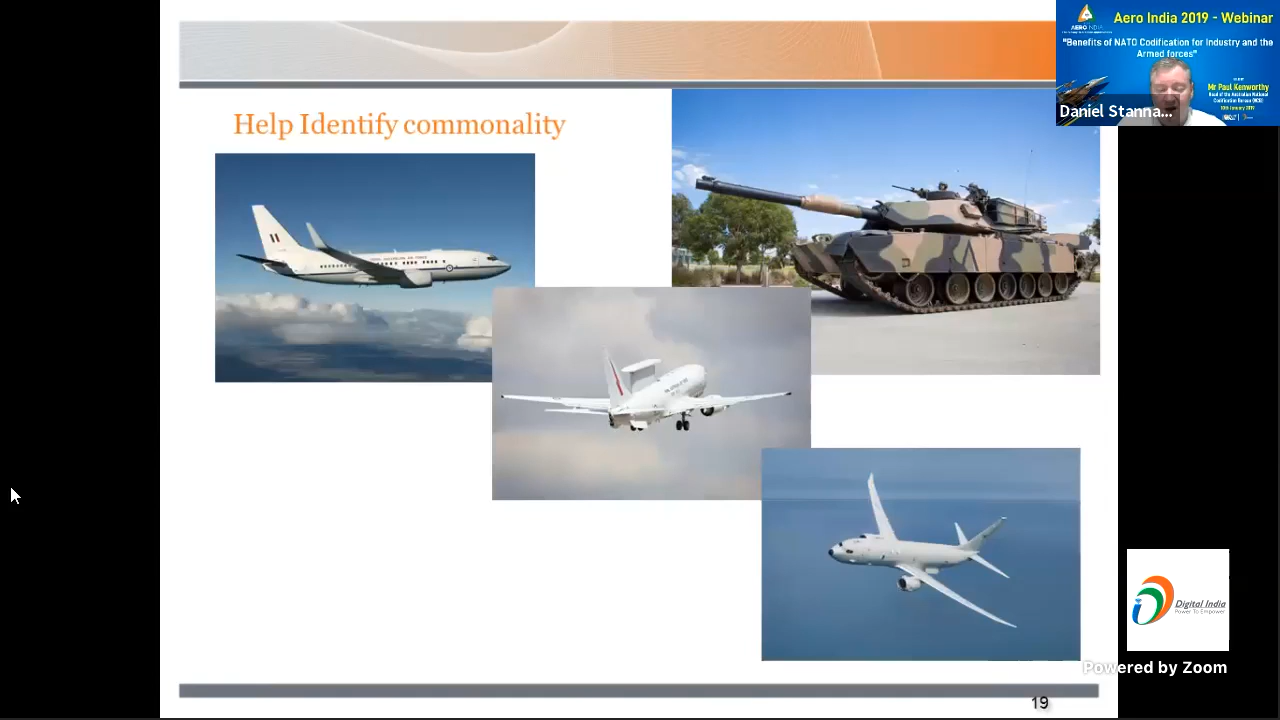 Help Identify commonality
AERO INDIA
Aero India 2019 - Webinar
"Benefits of NATO Codification for Industry and the
Armed forces"
Mr Paul Kenworthy
Head of the Australian National
Codification Bureau (NCB)
Daniel Stanna...
Digital India
Power To Empower
Powered by Zoom
19